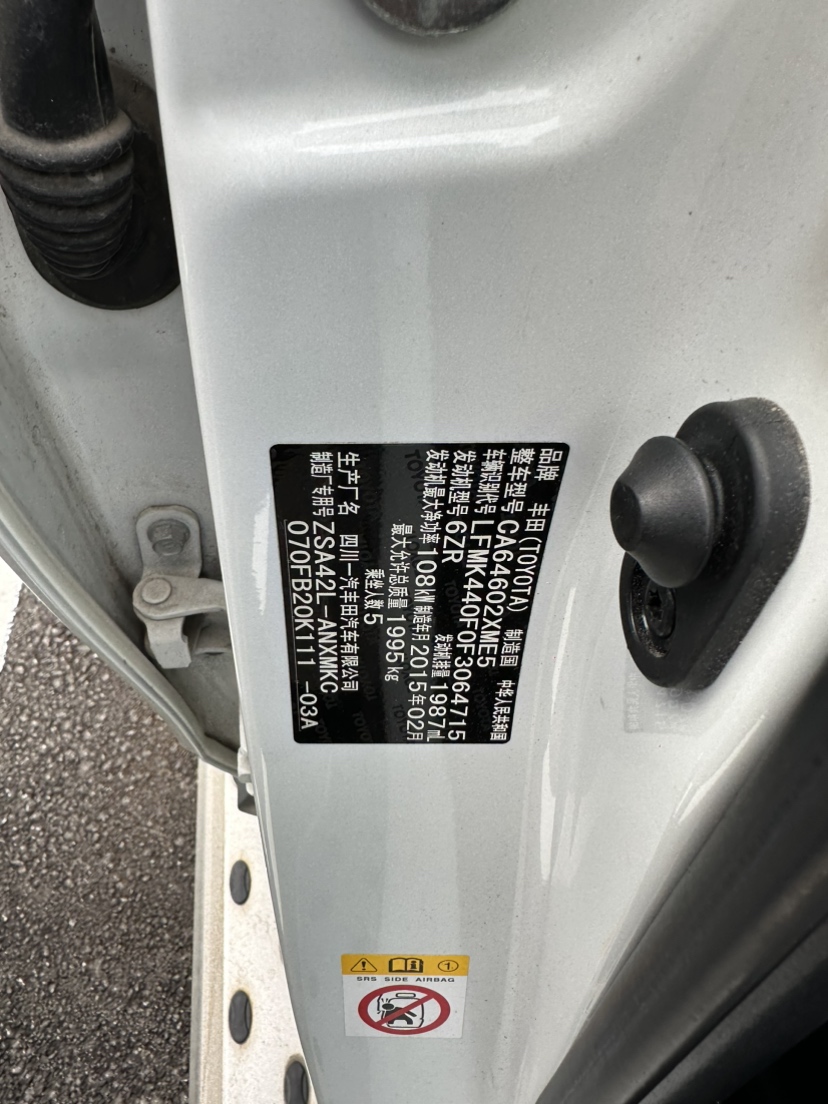 品牌 丰田(TOYOTA) 制造国 中华人民共和国
整车型号 CA64602XME5
车辆识别代号 LFMK440F0F3064715
发动机型号 6ZR 发动机排量 1987mL
发动机最大净功率 108kW 制造年月 2015年02月
最大允许总质量 1995kg
乘坐人数 5
生产厂名 四川一汽丰田汽车有限公司
制造厂专用号 ZSA42L-ANXMKC
070FB20K111 -03A
SRS SIDE AIRBAG